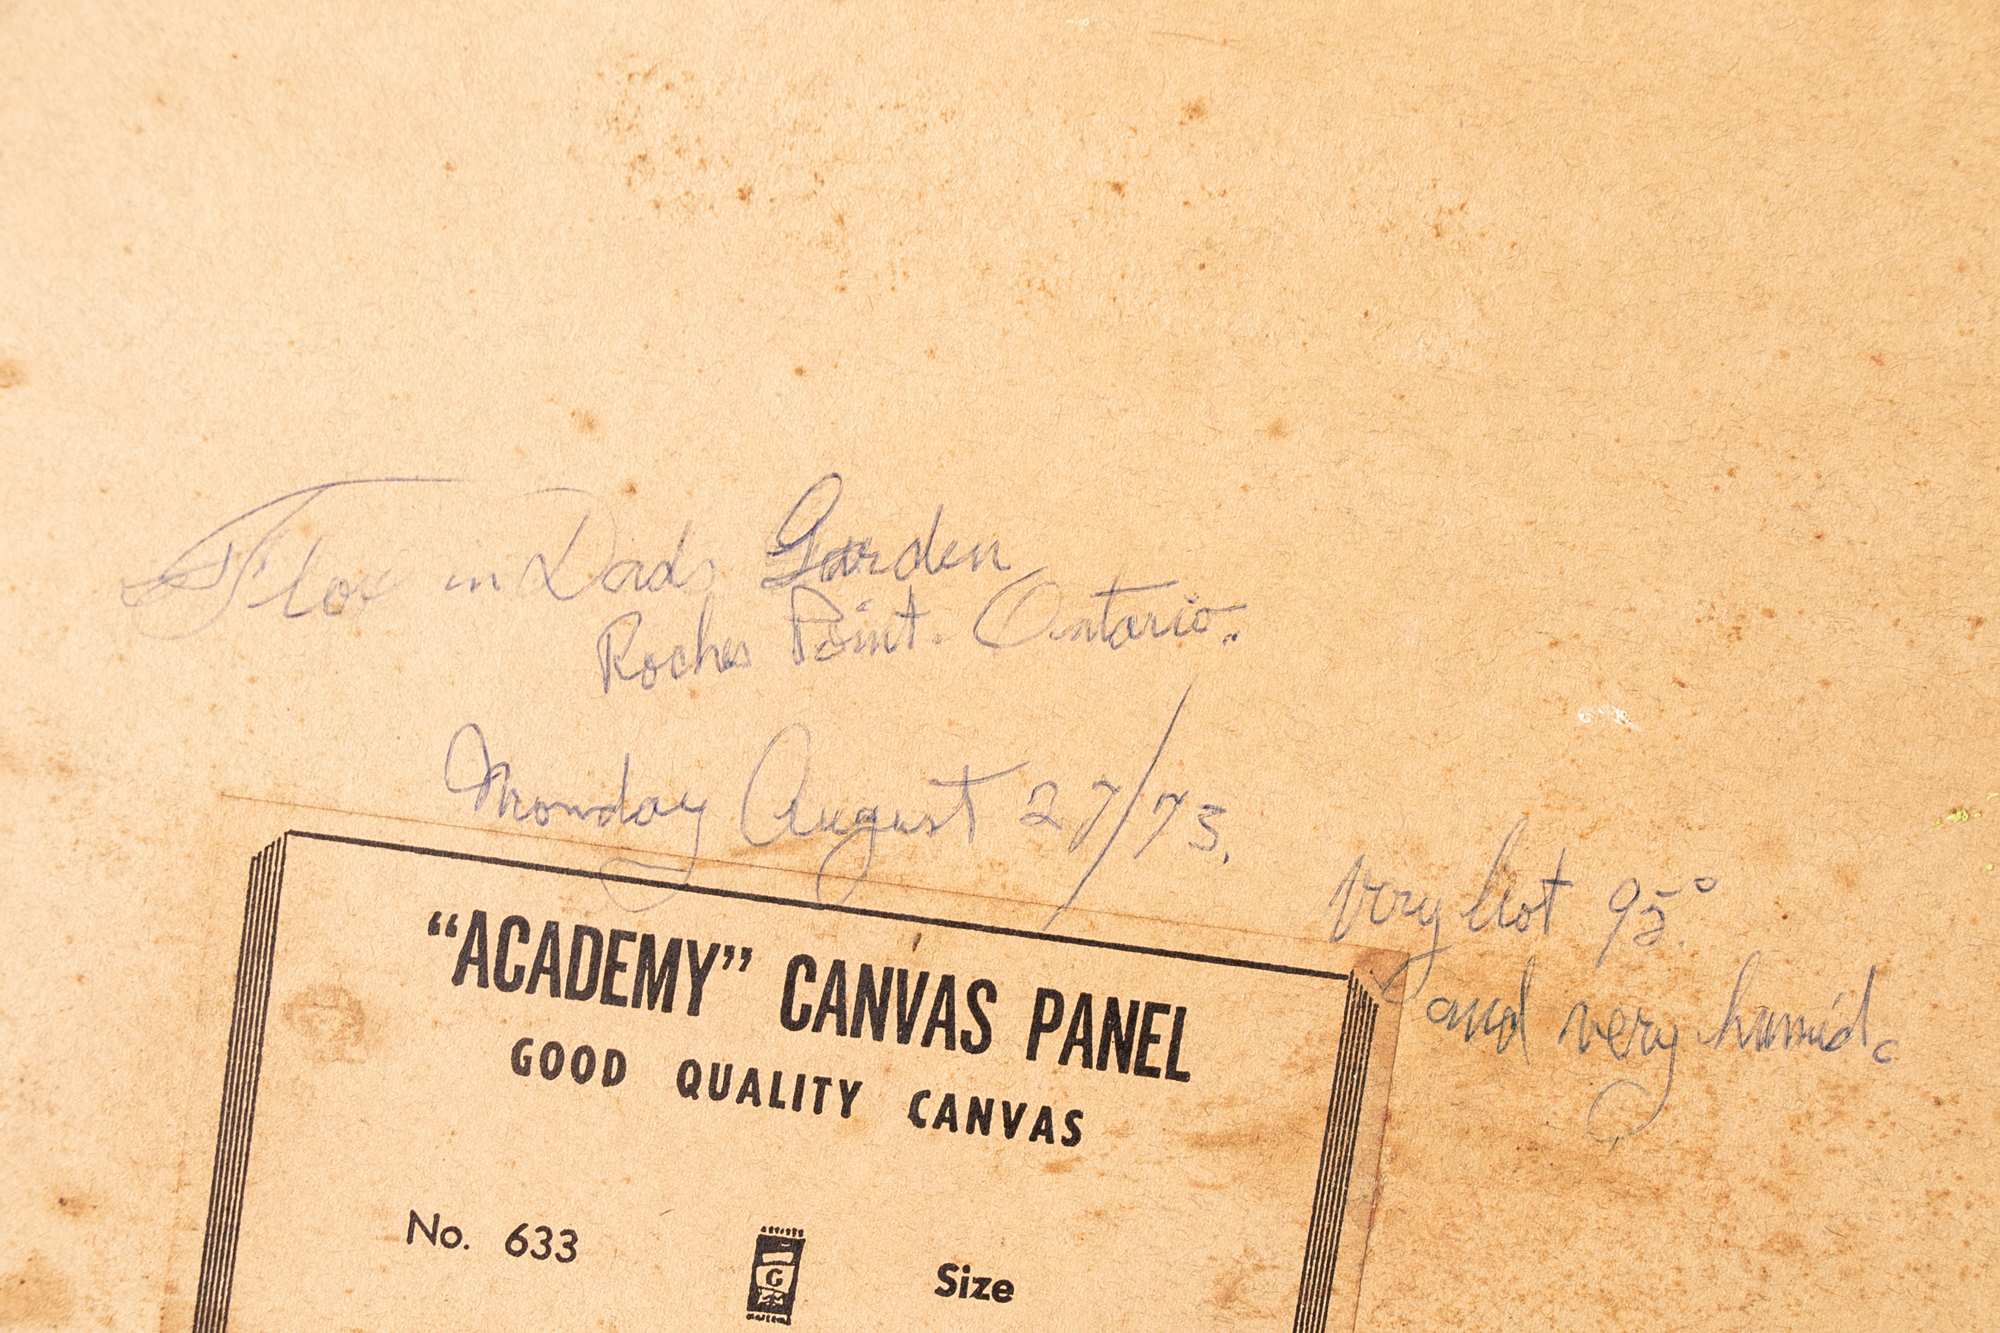 Flox in Dads Garden
Roches Point. Ontario.
Monday August 27/73.
Very hot 95°.
and very humid.
“ACADEMY” CANVAS PANEL
GOOD QUALITY CANVAS
No. 633 Size
G